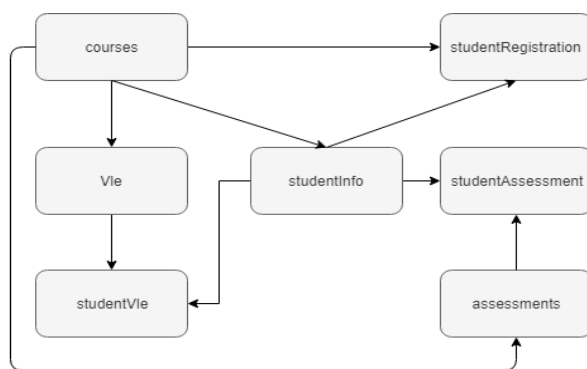 courses
studentRegistration
Vle
studentInfo
studentAssessment
studentVle
assessments